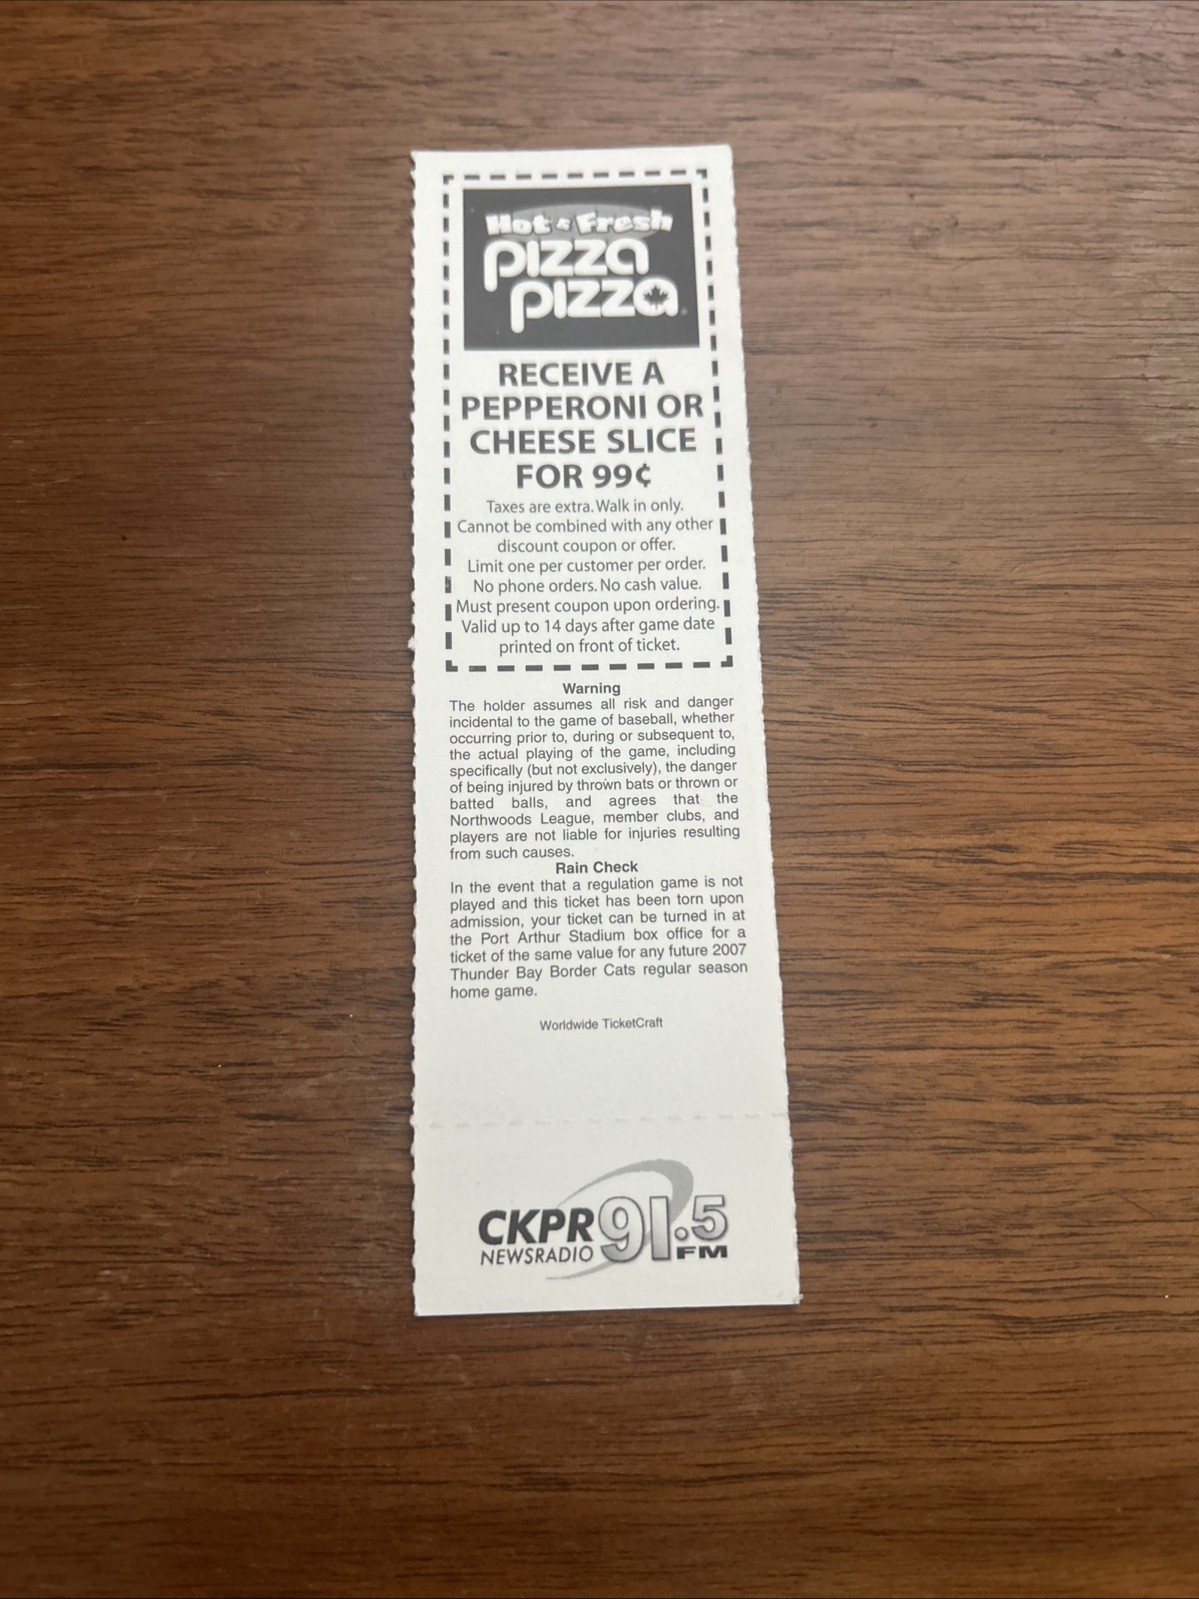 Hot & Fresh
pizza
pizza
RECEIVE A
PEPPERONI OR
CHEESE SLICE
FOR 99¢
Taxes are extra. Walk in only.
Cannot be combined with any other
discount coupon or offer.
Limit one per customer per order.
No phone orders. No cash value.
Must present coupon upon ordering.
Valid up to 14 days after game date
printed on front of ticket.
Warning
The holder assumes all risk and danger
incidental to the game of baseball, whether
occurring prior to, during or subsequent to,
the actual playing of the game, including
specifically (but not exclusively), the danger
of being injured by thrown bats or thrown or
batted balls, and agrees that the
Northwoods League, member clubs, and
players are not liable for injuries resulting
from such causes.
Rain Check
In the event that a regulation game is not
played and this ticket has been torn upon
admission, your ticket can be turned in at
the Port Arthur Stadium box office for a
ticket of the same value for any future 2007
Thunder Bay Border Cats regular season
home game.
Worldwide TicketCraft
CKPR 91.5
NEWSRADIO FM